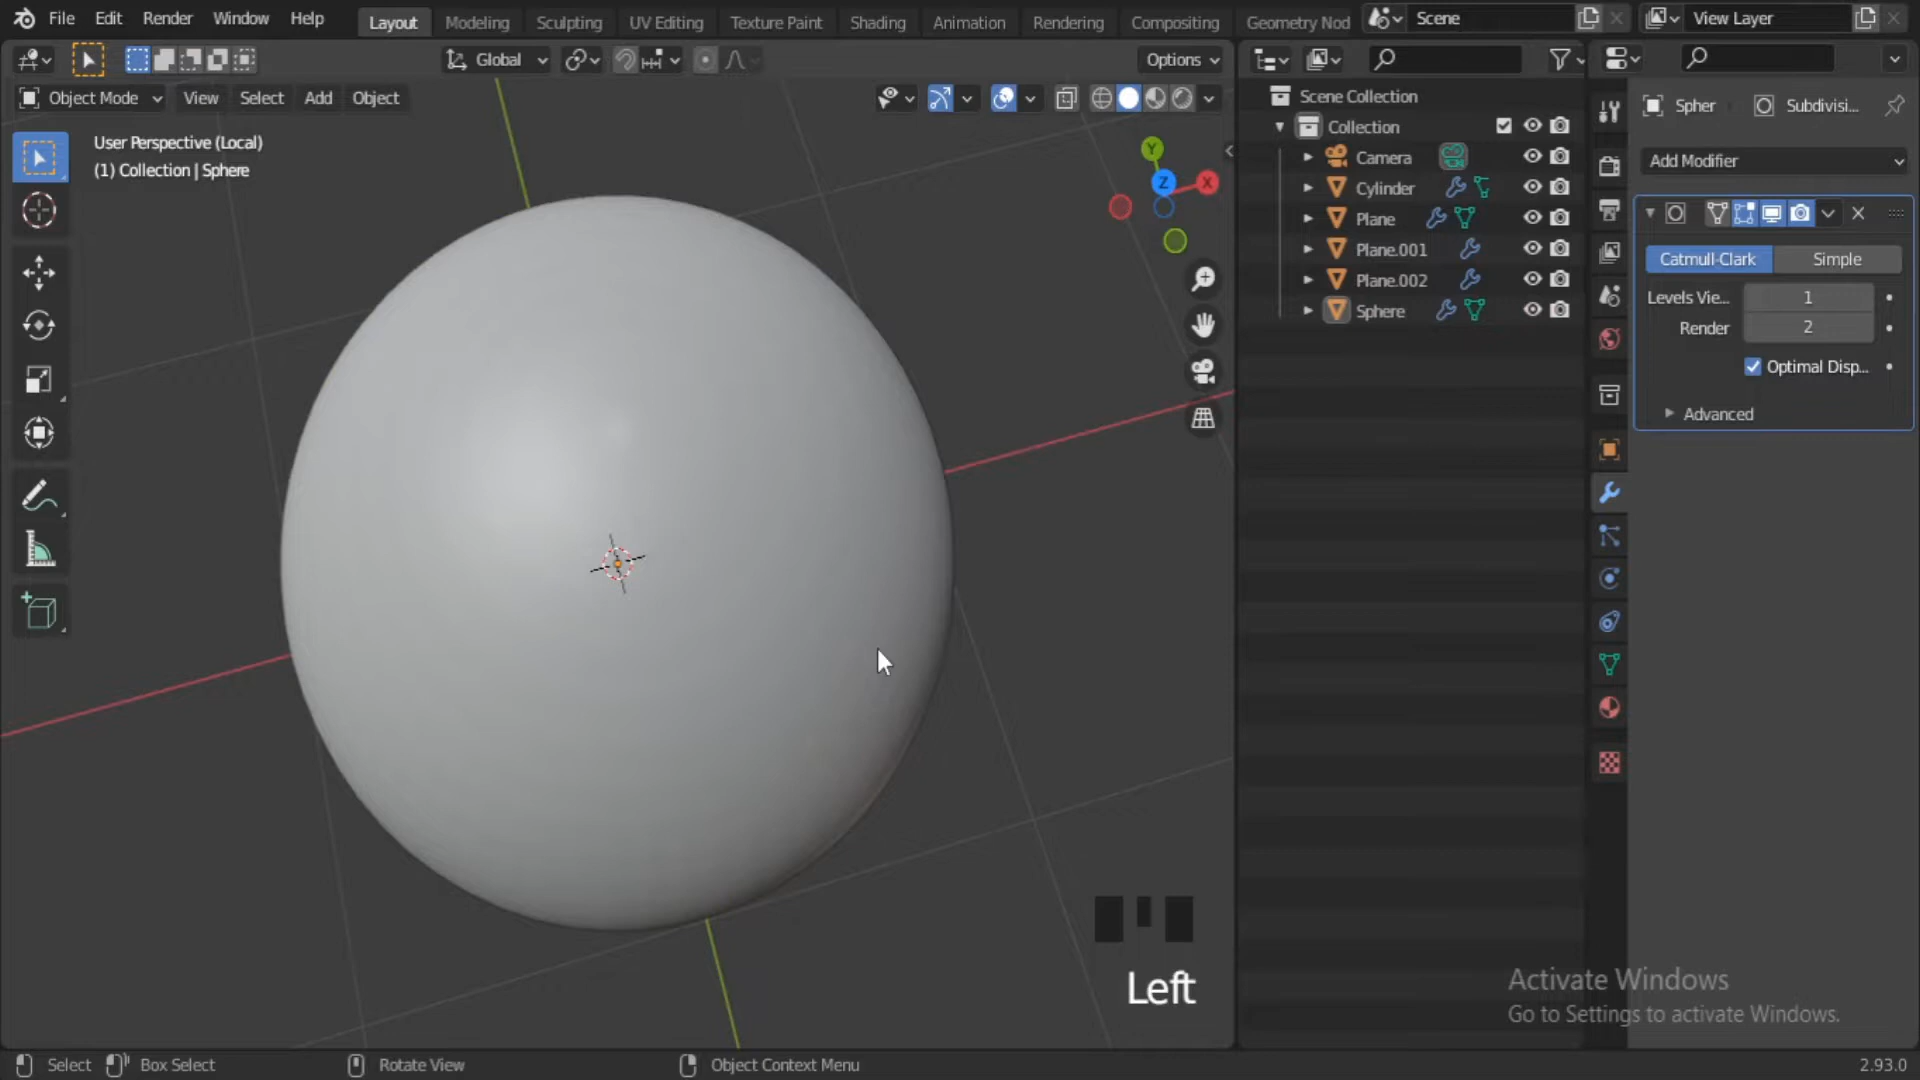 File Edit Render Window Help
Layout Modeling Sculpting UV Editing Texture Paint Shading Animation Rendering Compositing Geometry Nod
Scene
View Layer
Global
Options
Object Mode View Select Add Object
User Perspective (Local)
(1) Collection | Sphere
Y
Z
X
Scene Collection
Collection
Camera
Cylinder
Plane
Plane.001
Plane.002
Sphere
Spher Subdivisi...
Add Modifier
Catmull-Clark Simple
Levels Vie... 1
Render 2
Optimal Disp...
Advanced
Left
Activate Windows
Go to Settings to activate Windows.
Select Box Select Rotate View Object Context Menu 2.93.0